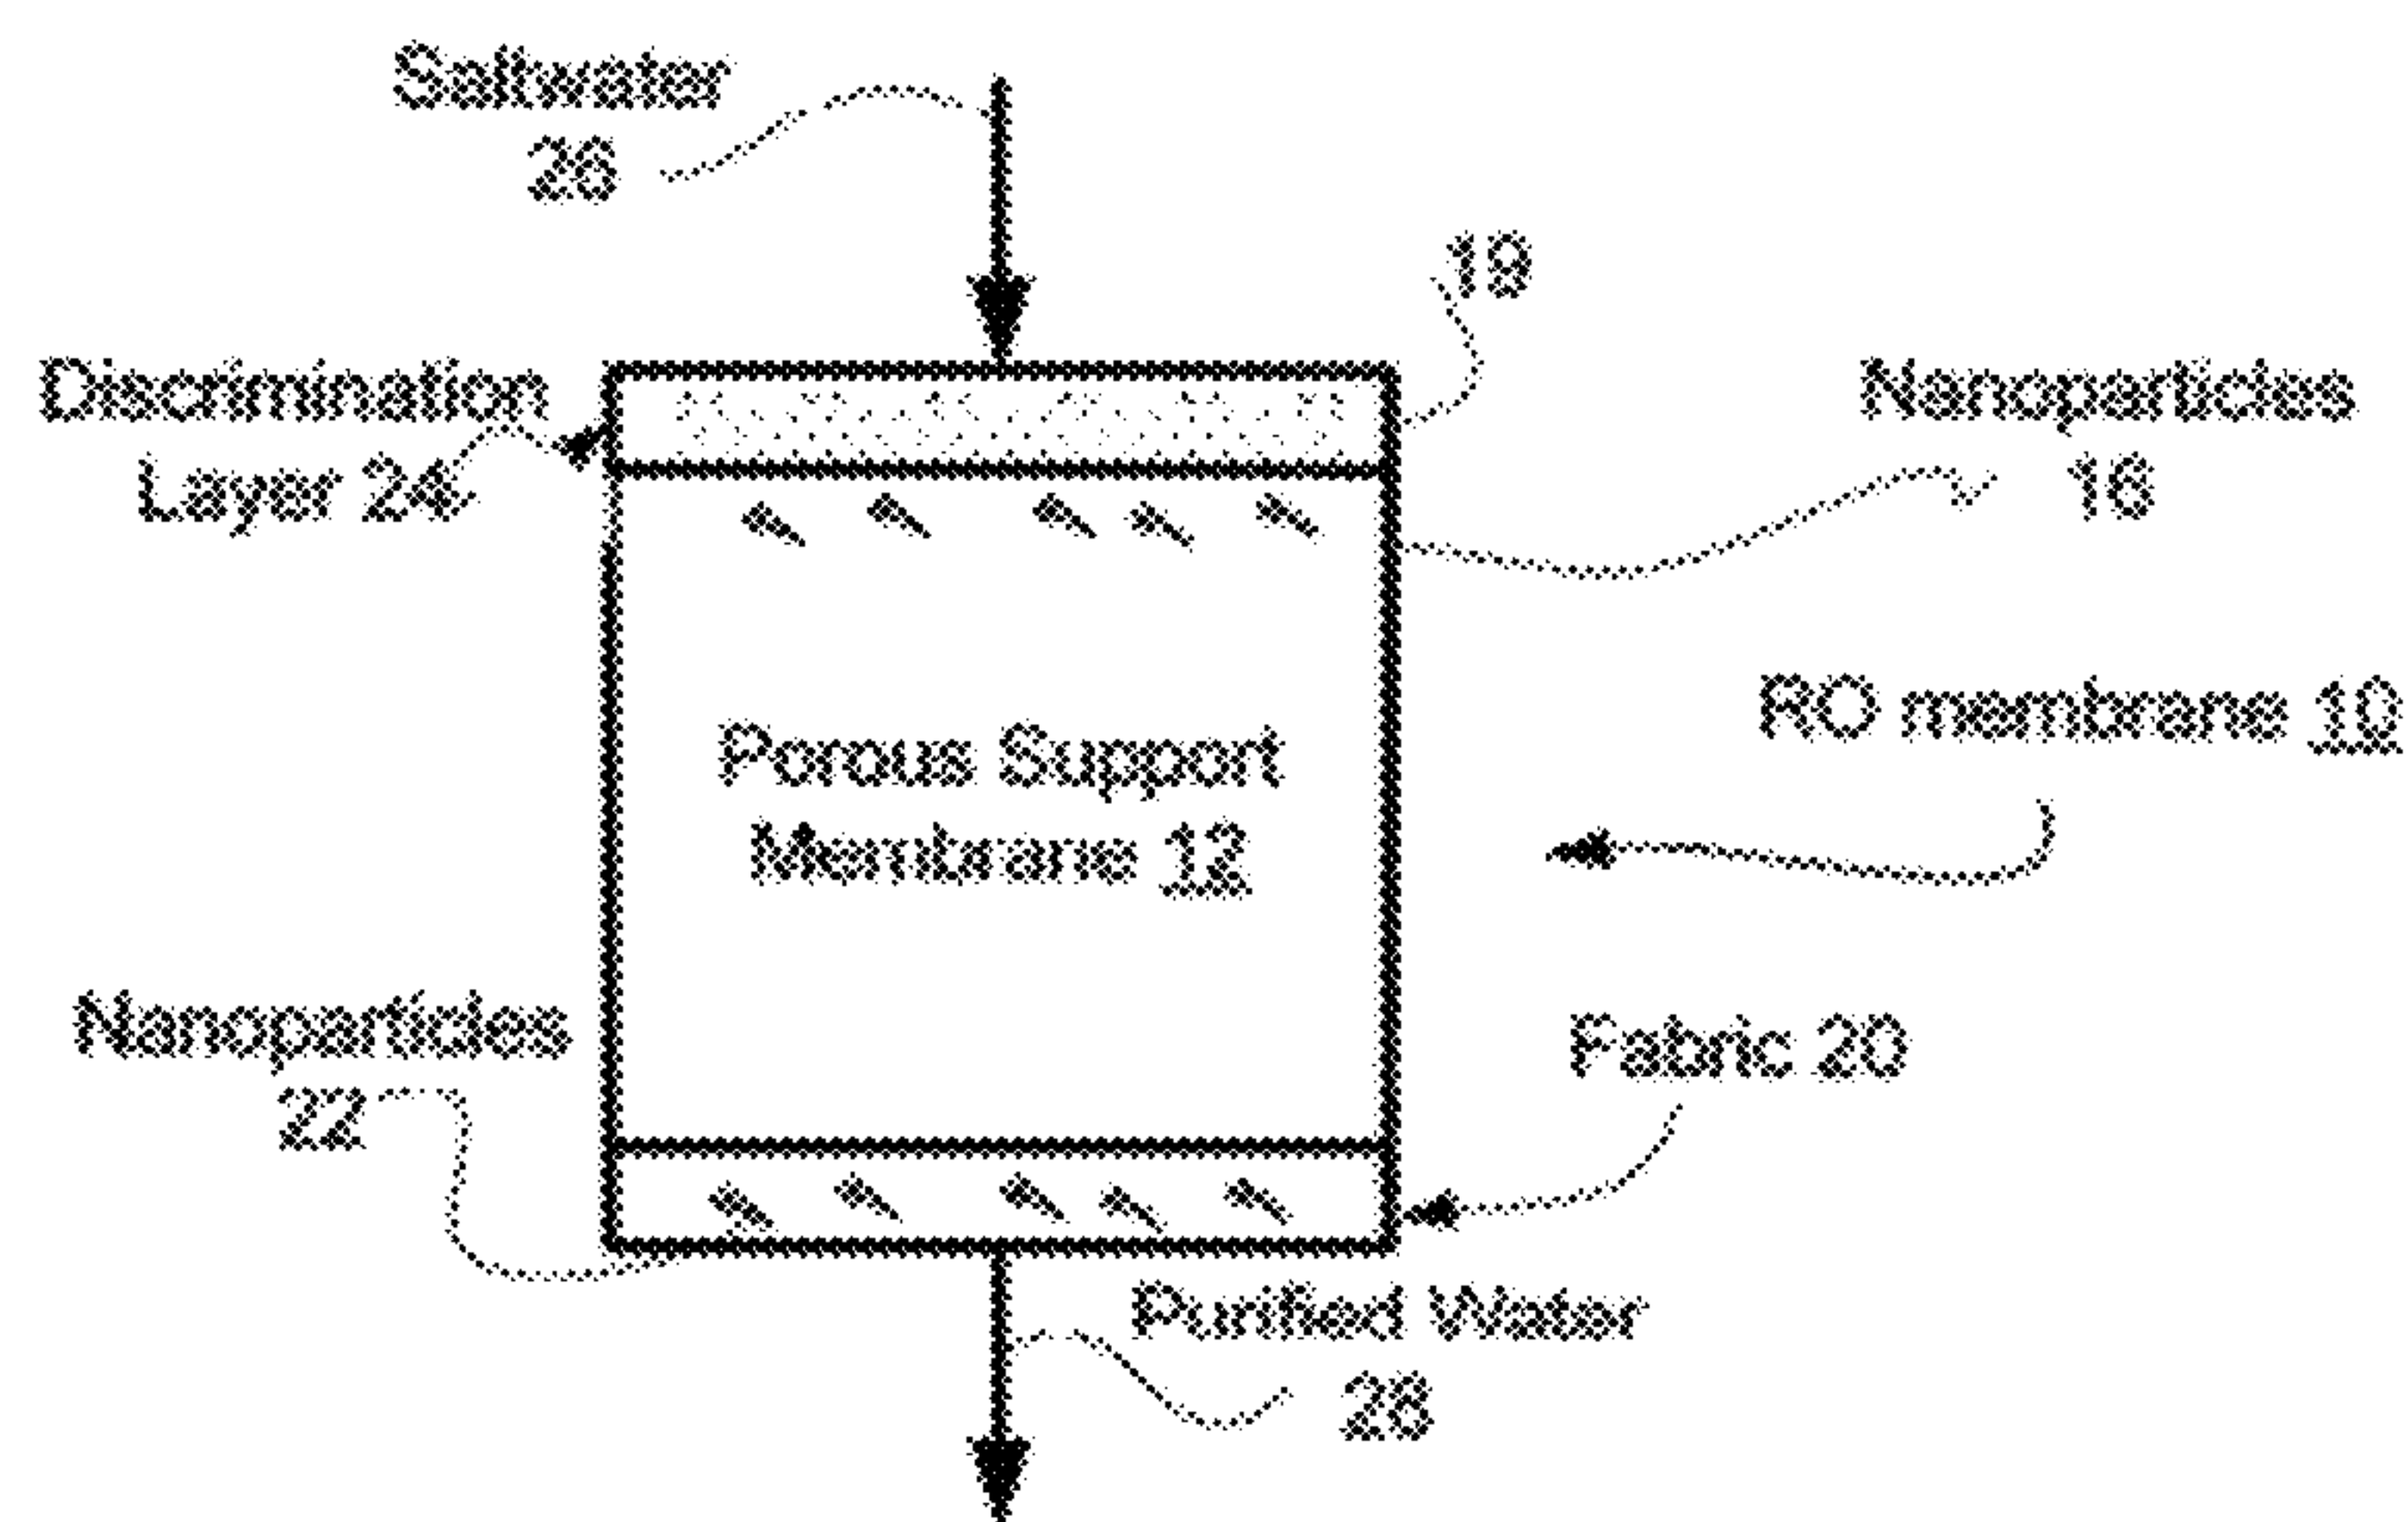 Saltwater
26
19
Discrimination
Layer 24
Nanoparticles
16
RO membrane 10
Porous Support
Membrane 12
Nanoparticles
22
Fabric 20
Purified Water
28